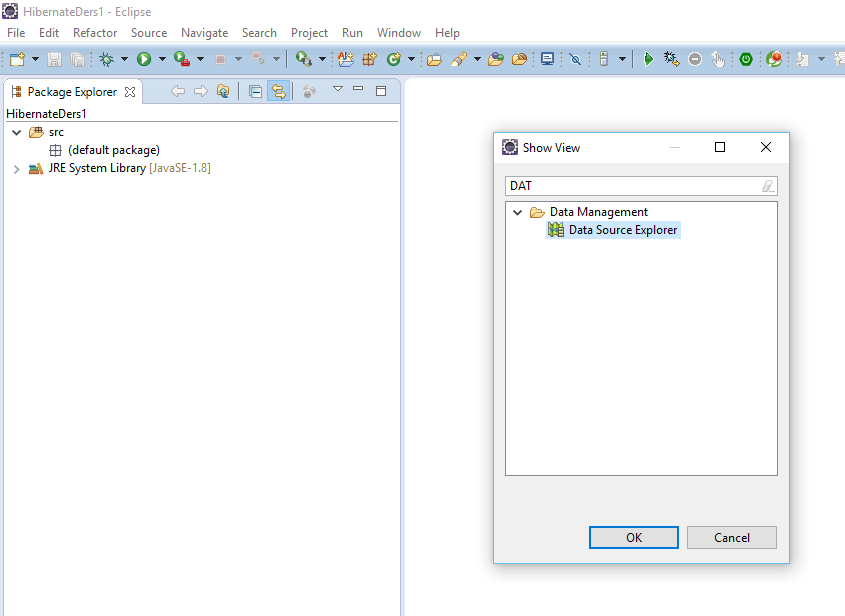 HibernateDers1 - Eclipse
File Edit Refactor Source Navigate Search Project Run Window Help
Package Explorer
HibernateDers1
src
(default package)
JRE System Library [JavaSE-1.8]
Show View
DAT
Data Management
Data Source Explorer
OK Cancel